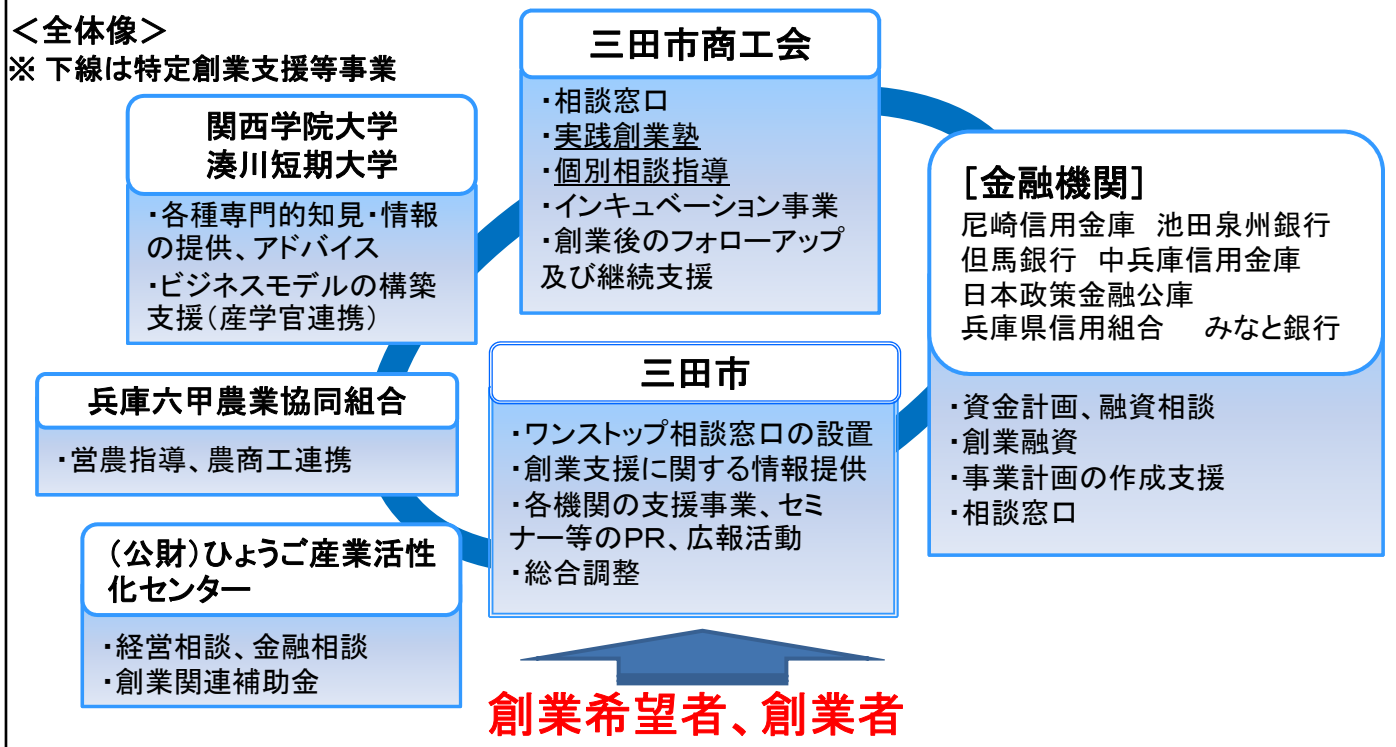 ＜全体像＞
※ 下線は特定創業支援等事業
三田市商工会
・相談窓口
・実践創業塾
・個別相談指導
・インキュベーション事業
・創業後のフォローアップ
及び継続支援
関西学院大学
湊川短期大学
・各種専門的知見・情報
の提供、アドバイス
・ビジネスモデルの構築
支援（産学官連携）
［金融機関］
尼崎信用金庫　池田泉州銀行
但馬銀行　中兵庫信用金庫
日本政策金融公庫
兵庫県信用組合　　みなと銀行
・資金計画、融資相談
・創業融資
・事業計画の作成支援
・相談窓口
兵庫六甲農業協同組合
・営農指導、農商工連携
三田市
・ワンストップ相談窓口の設置
・創業支援に関する情報提供
・各機関の支援事業、セミ
ナー等のＰＲ、広報活動
・総合調整
（公財）ひょうご産業活性
化センター
・経営相談、金融相談
・創業関連補助金
創業希望者、創業者